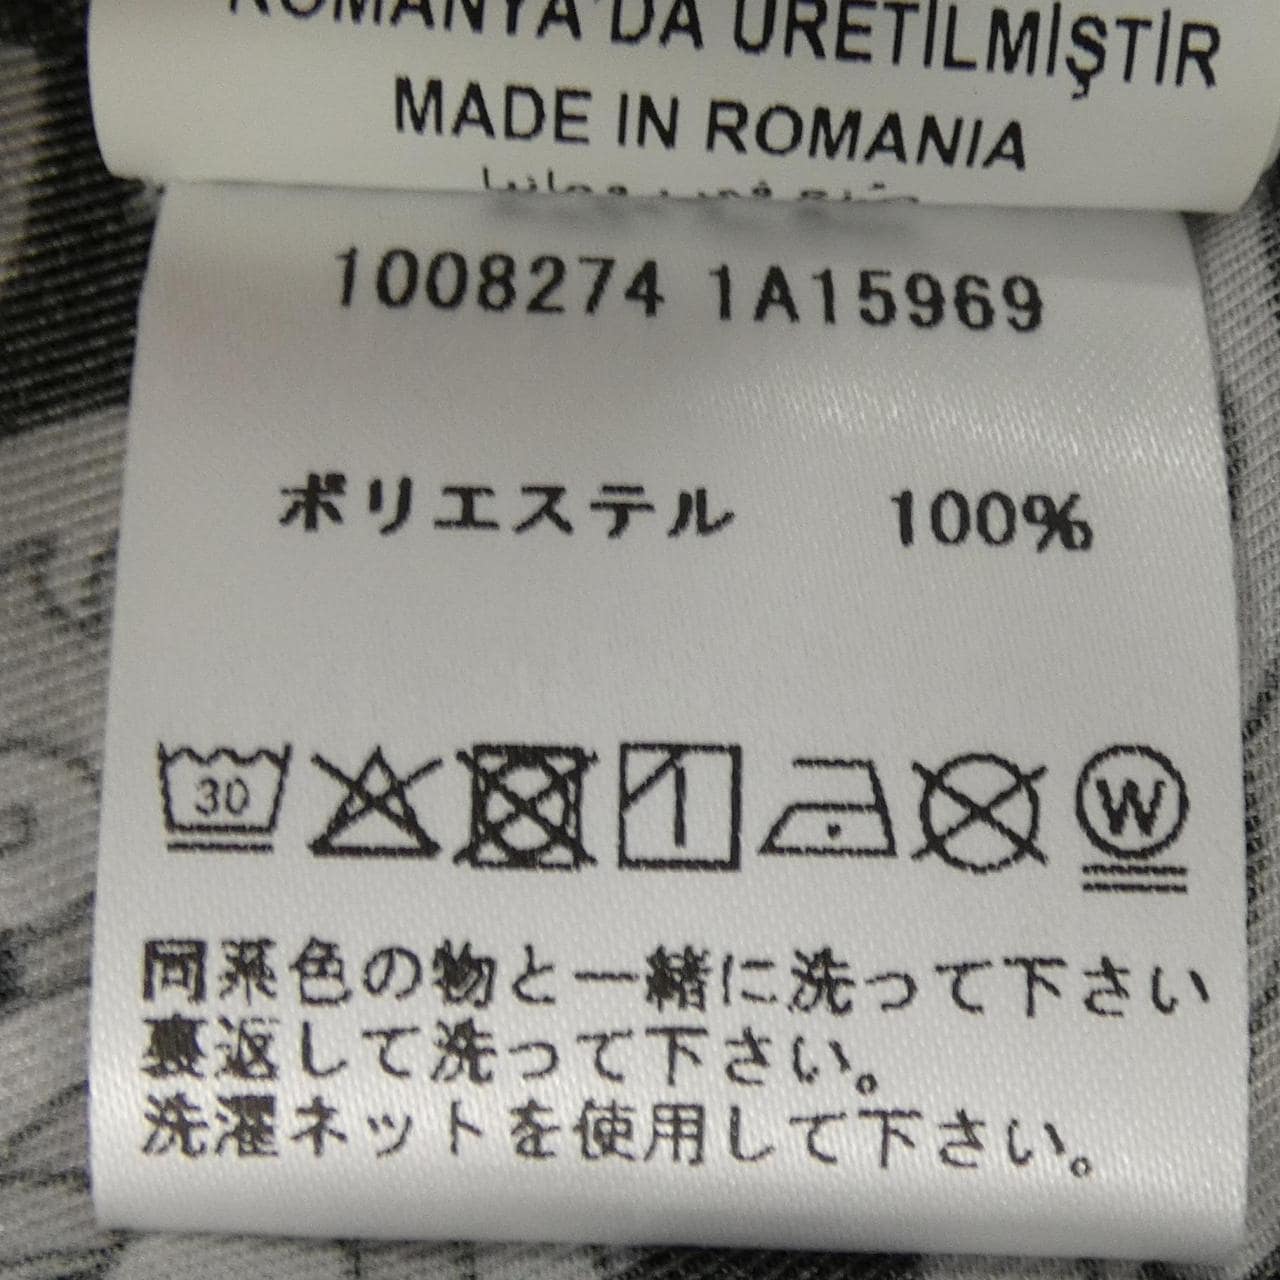 ROMANYA'DA ÜRETİLMİŞTİR
MADE IN ROMANIA
1008274 1A15969
ポリエステル 100%
30
W
同系色の物と一緒に洗って下さい
裏返して洗って下さい。
洗濯ネットを使用して下さい。